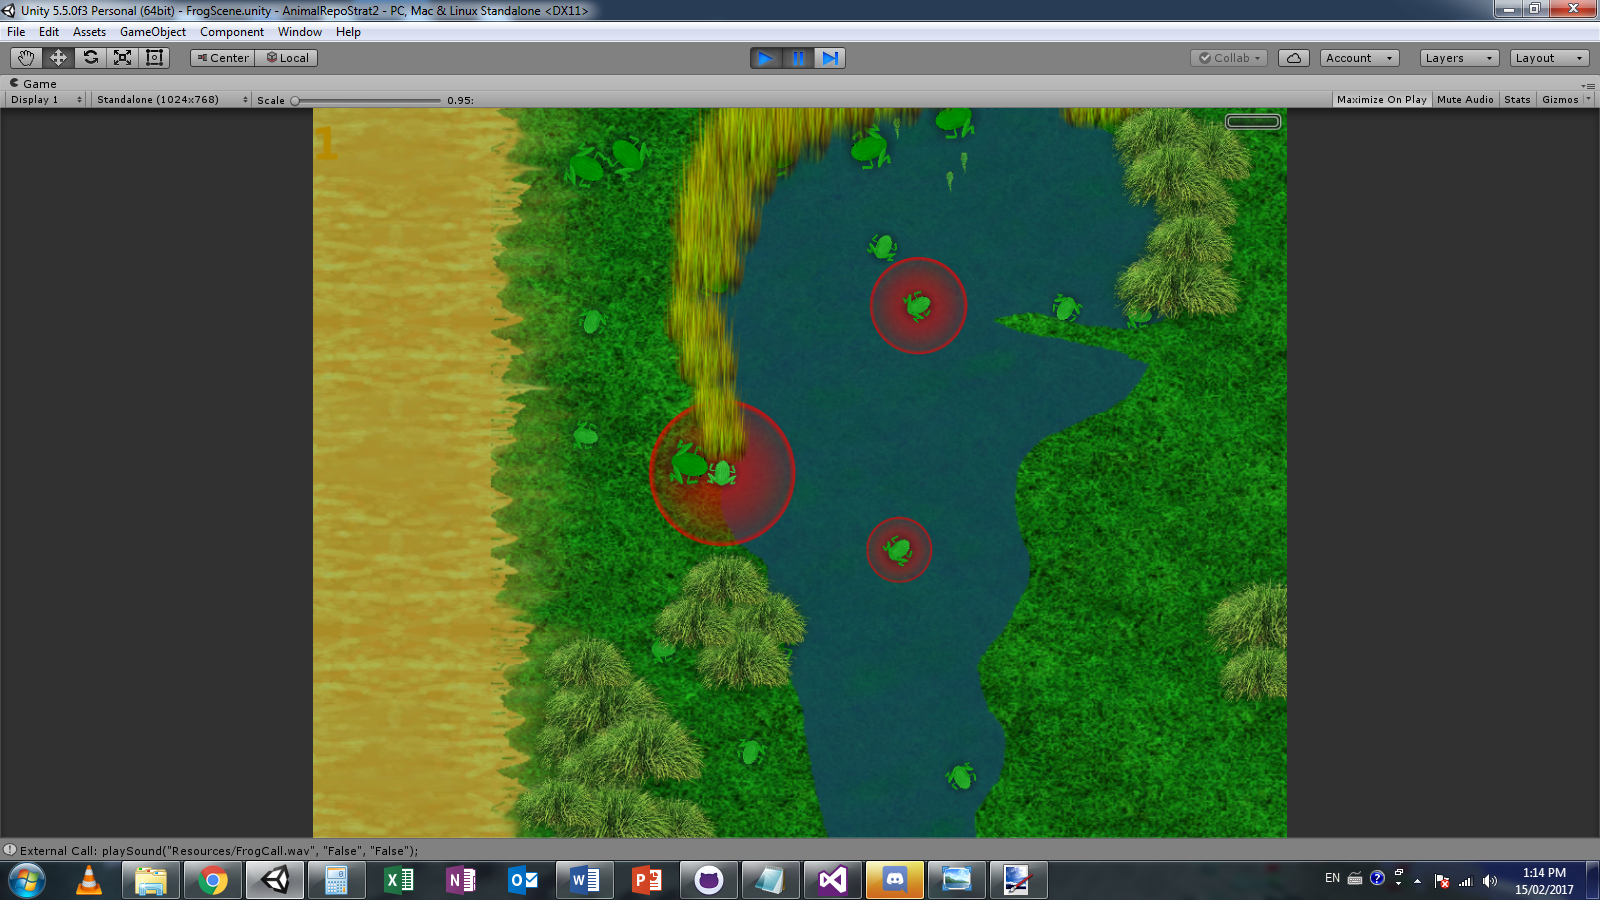 Unity 5.5.0f3 Personal (64bit) - FrogScene.unity - AnimalRepoStrat2 - PC, Mac & Linux Standalone <DX11>
File Edit Assets GameObject Component Window Help
Center Local Collab Account Layers Layout
Game
Display 1 Standalone (1024x768) Scale 0.95: Maximize On Play Mute Audio Stats Gizmos
1
External Call: playSound("Resources/FrogCall.wav", "False", "False");
EN 1:14 PM
15/02/2017